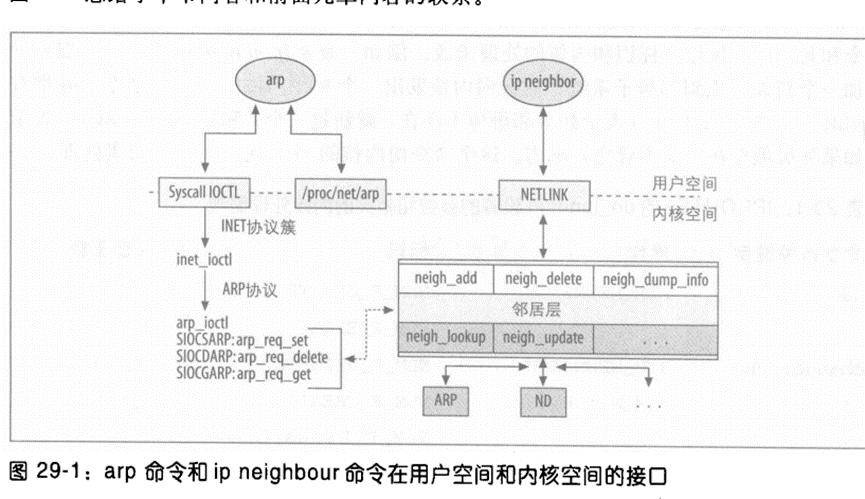 arp
ip neighbor
Syscall IOCTL
/proc/net/arp
NETLINK
用户空间
内核空间
INET协议簇
inet_ioctl
ARP协议
arp_ioctl
SIOCSARP:arp_req_set
SIOCDARP:arp_req_delete
SIOCGARP:arp_req_get
neigh_add
neigh_delete
neigh_dump_info
邻居层
neigh_lookup
neigh_update
...
ARP
ND
...
图 29-1：arp 命令和 ip neighbour 命令在用户空间和内核空间的接口